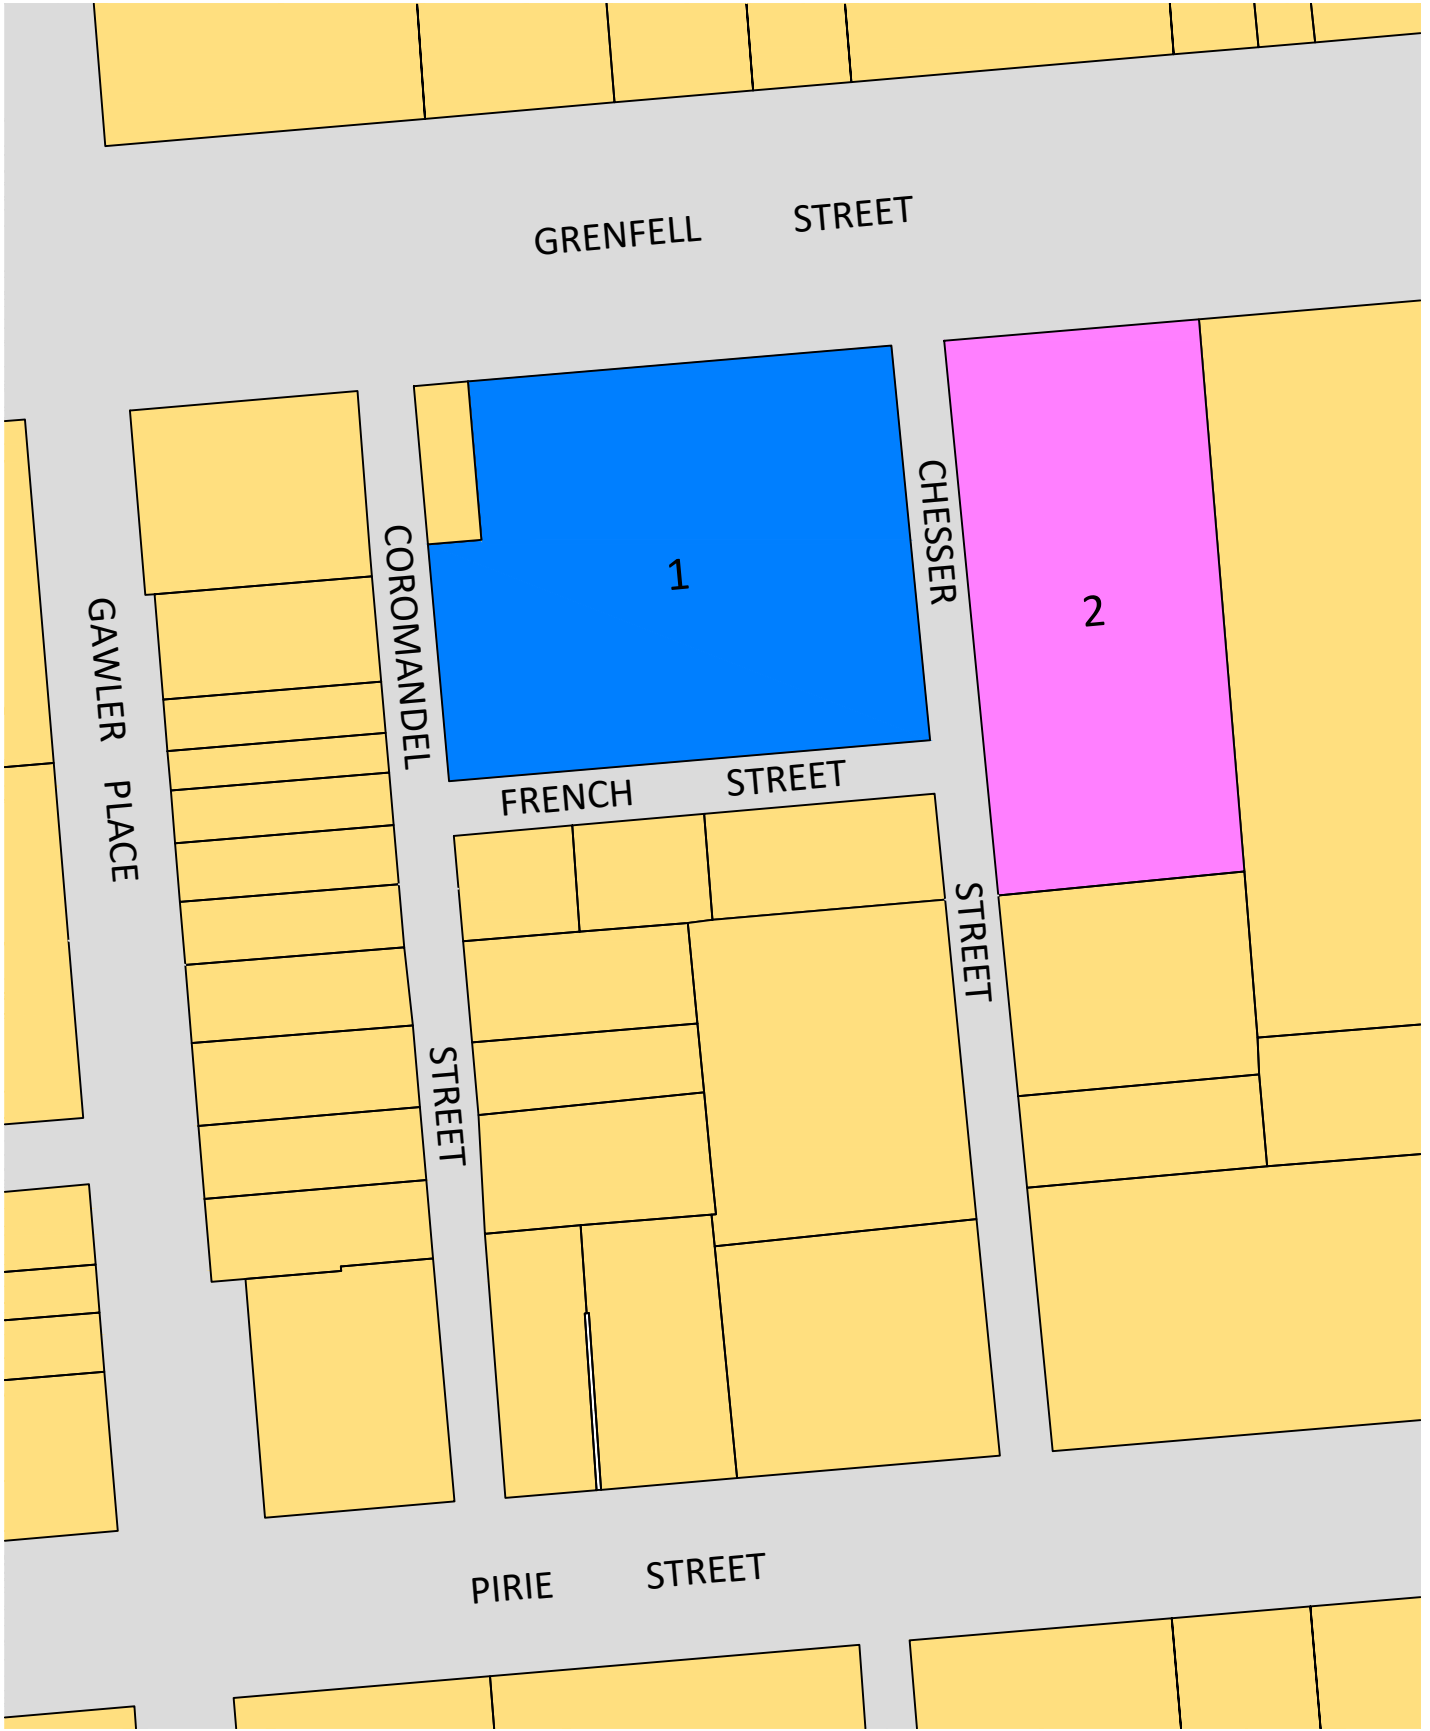 GRENFELL STREET
CHESSER STREET
COROMANDEL STREET
1
2
GAWLER PLACE
FRENCH STREET
PIRIE STREET